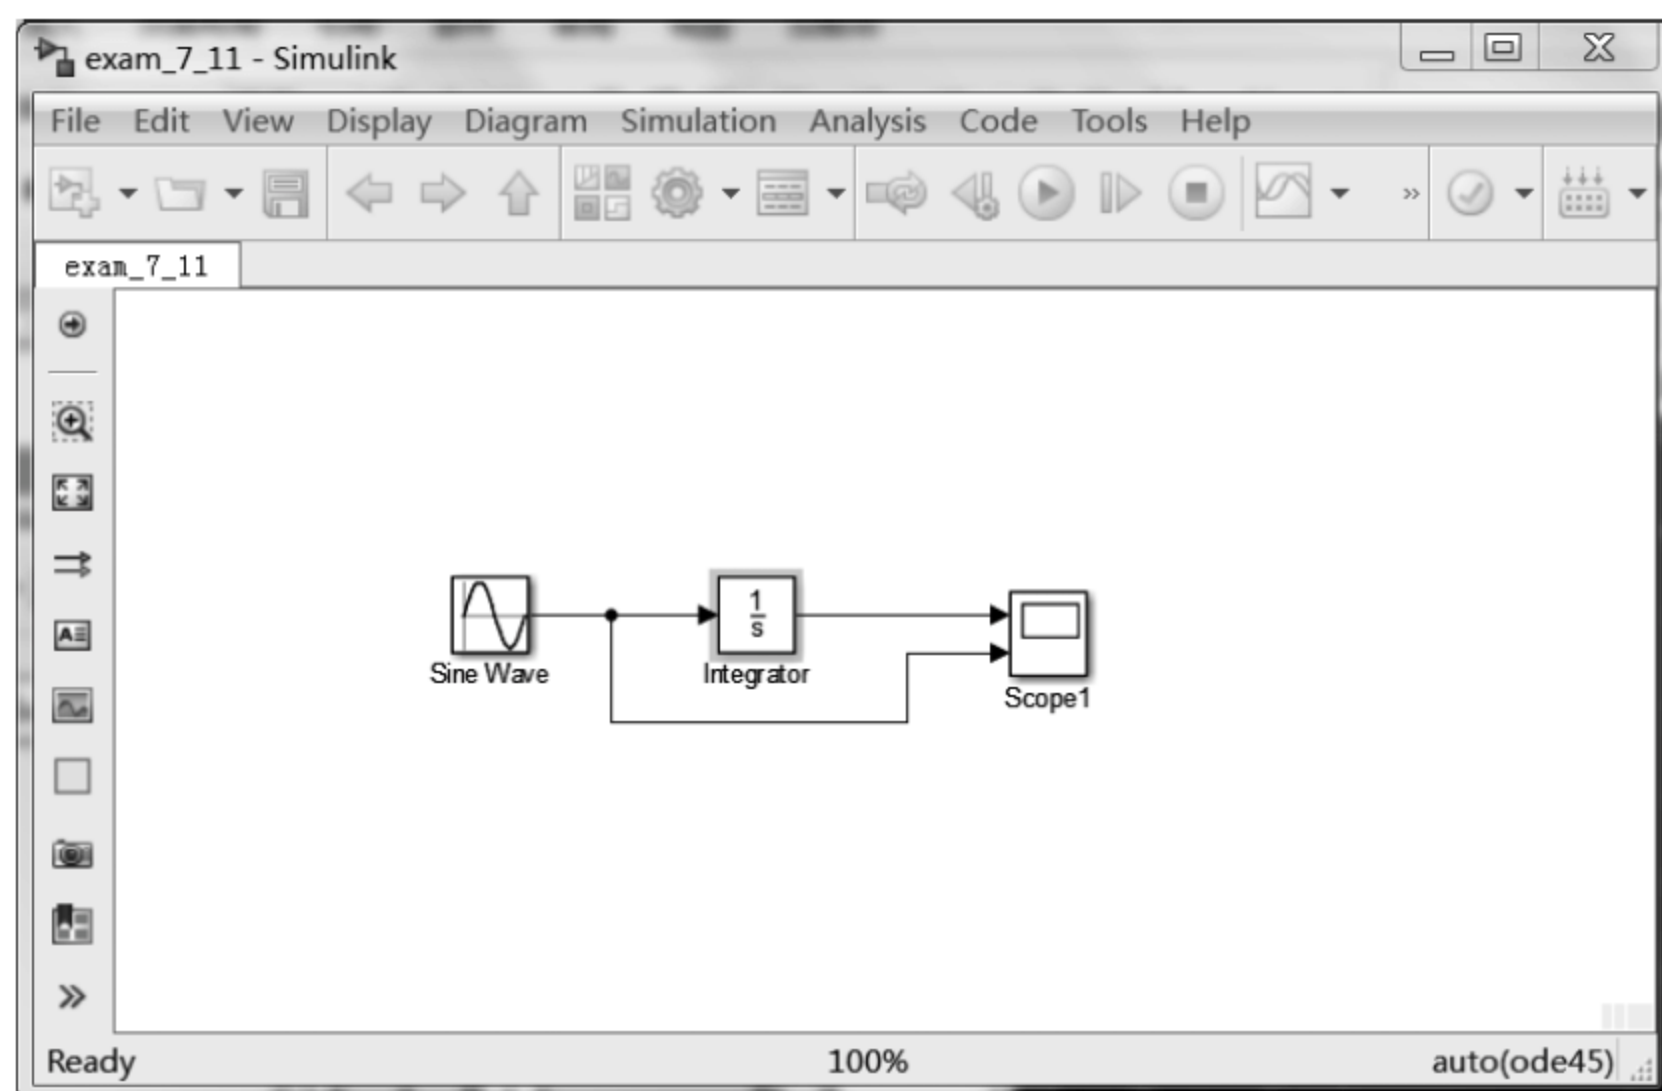 exam_7_11 - Simulink
File Edit View Display Diagram Simulation Analysis Code Tools Help
exam_7_11
1
s
Sine Wave
Integrator
Scope1
Ready 100% auto(ode45)